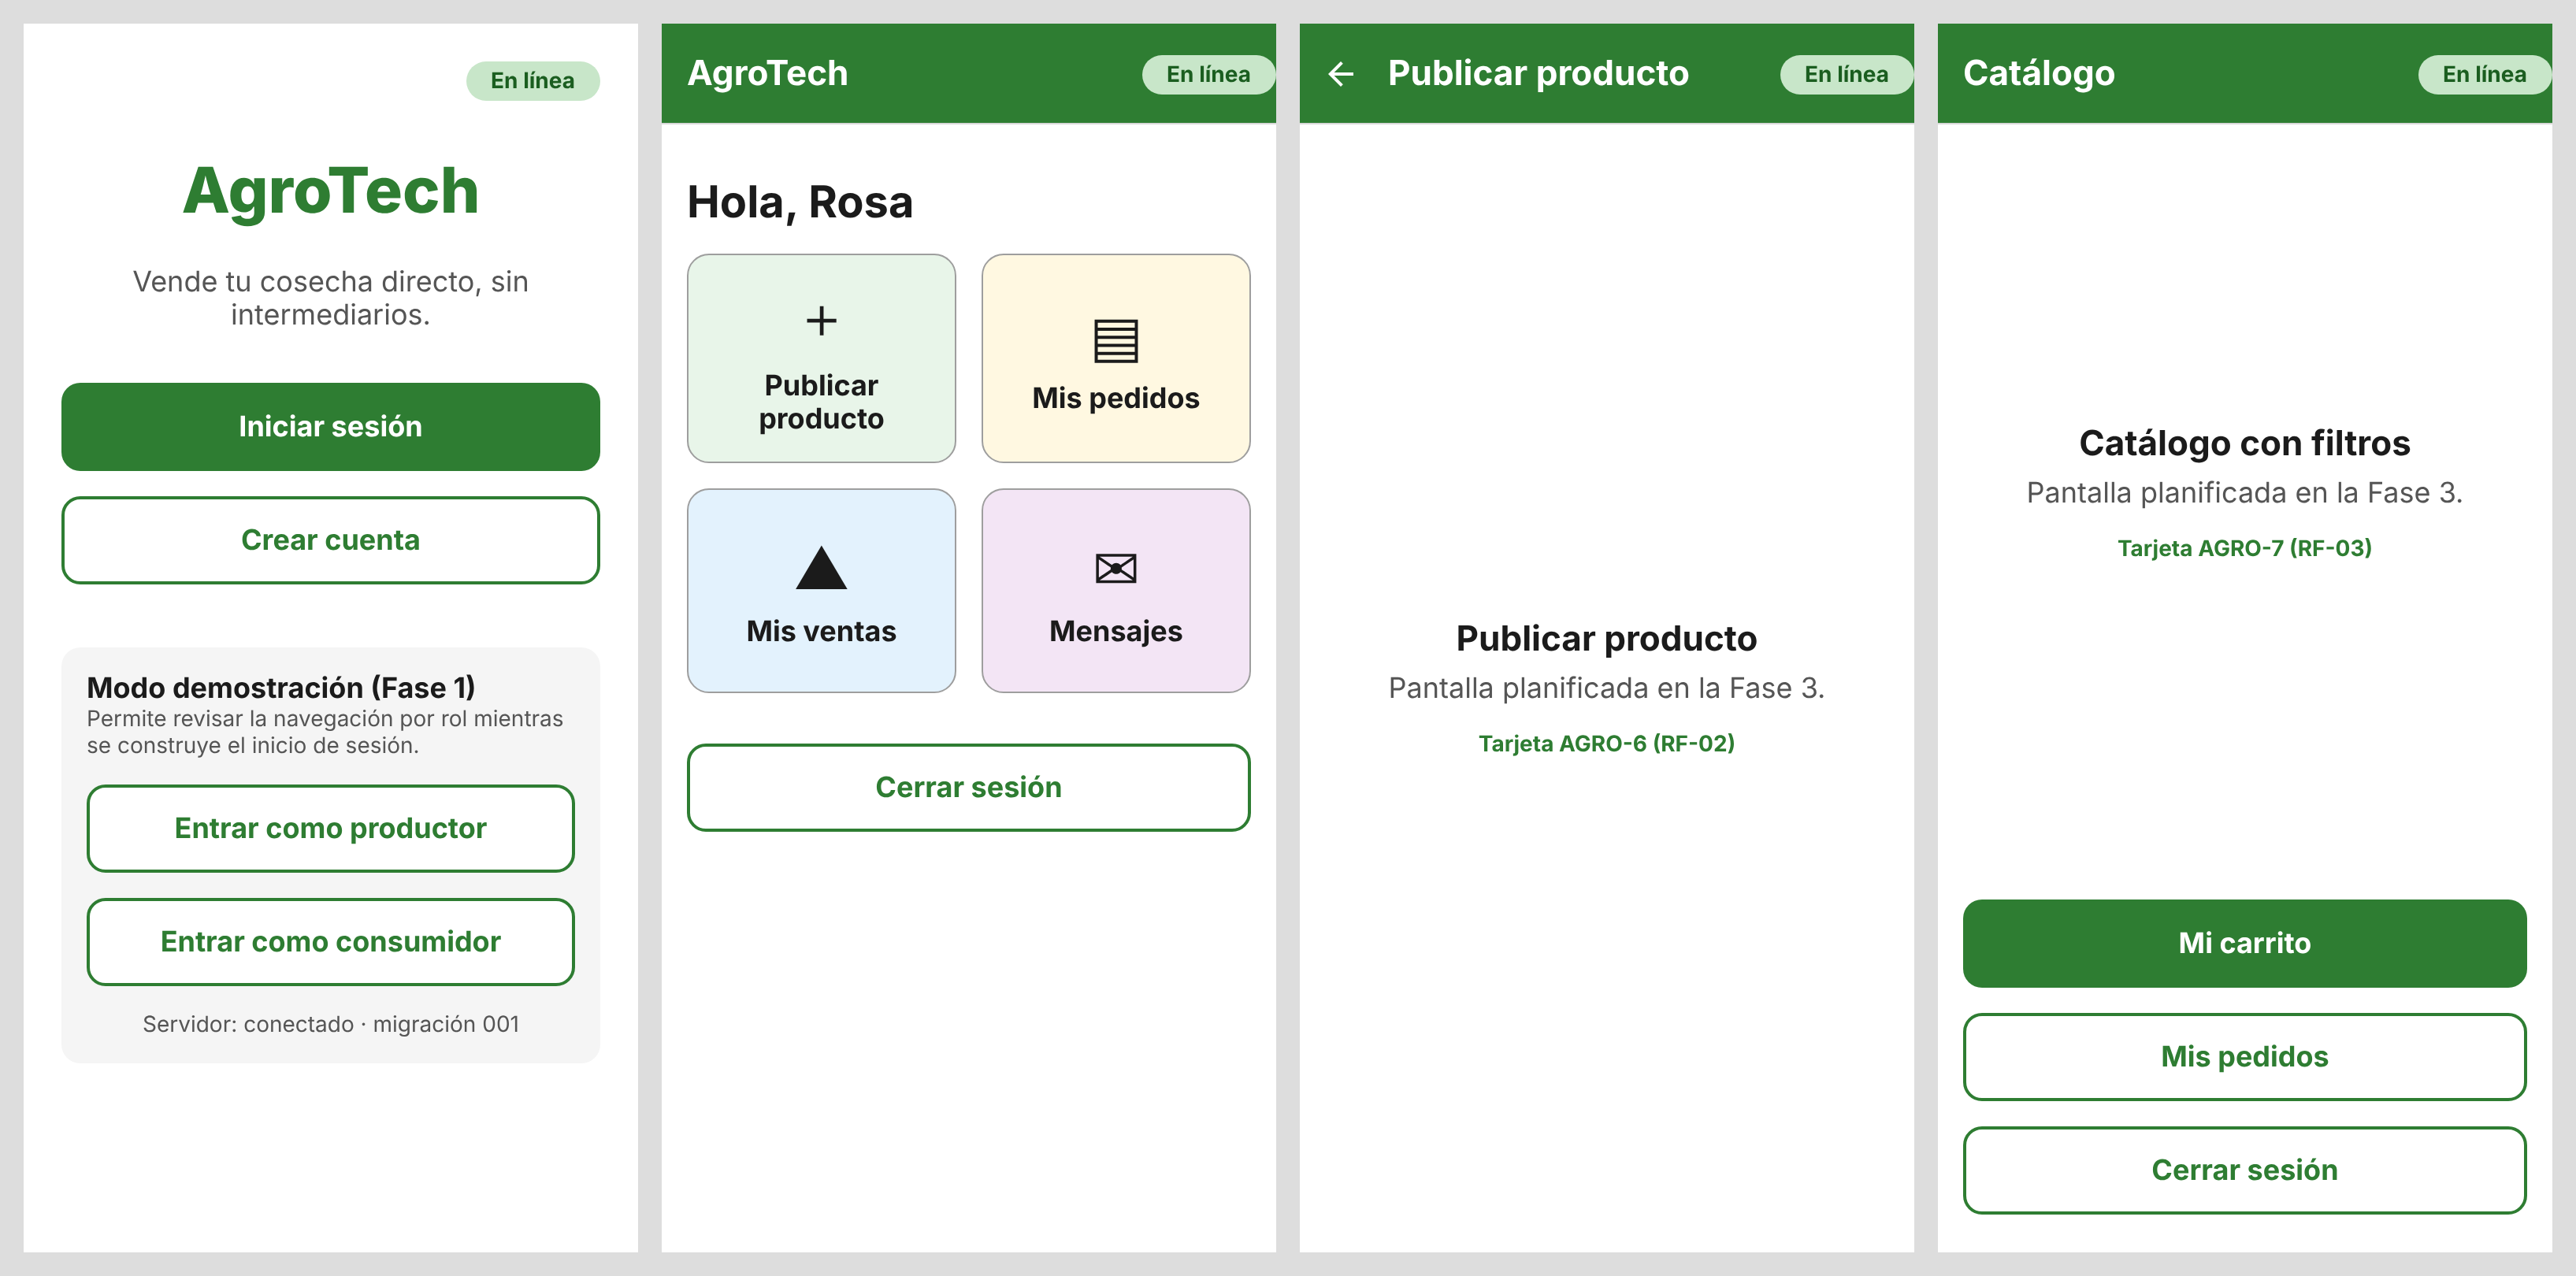 En línea
AgroTech
Vende tu cosecha directo, sin
intermediarios.
Iniciar sesión
Crear cuenta
Modo demostración (Fase 1)
Permite revisar la navegación por rol mientras
se construye el inicio de sesión.
Entrar como productor
Entrar como consumidor
Servidor: conectado · migración 001
AgroTech
En línea
Hola, Rosa
Publicar
producto
Mis pedidos
Mis ventas
Mensajes
Cerrar sesión
Publicar producto
En línea
Publicar producto
Pantalla planificada en la Fase 3.
Tarjeta AGRO-6 (RF-02)
Catálogo
En línea
Catálogo con filtros
Pantalla planificada en la Fase 3.
Tarjeta AGRO-7 (RF-03)
Mi carrito
Mis pedidos
Cerrar sesión